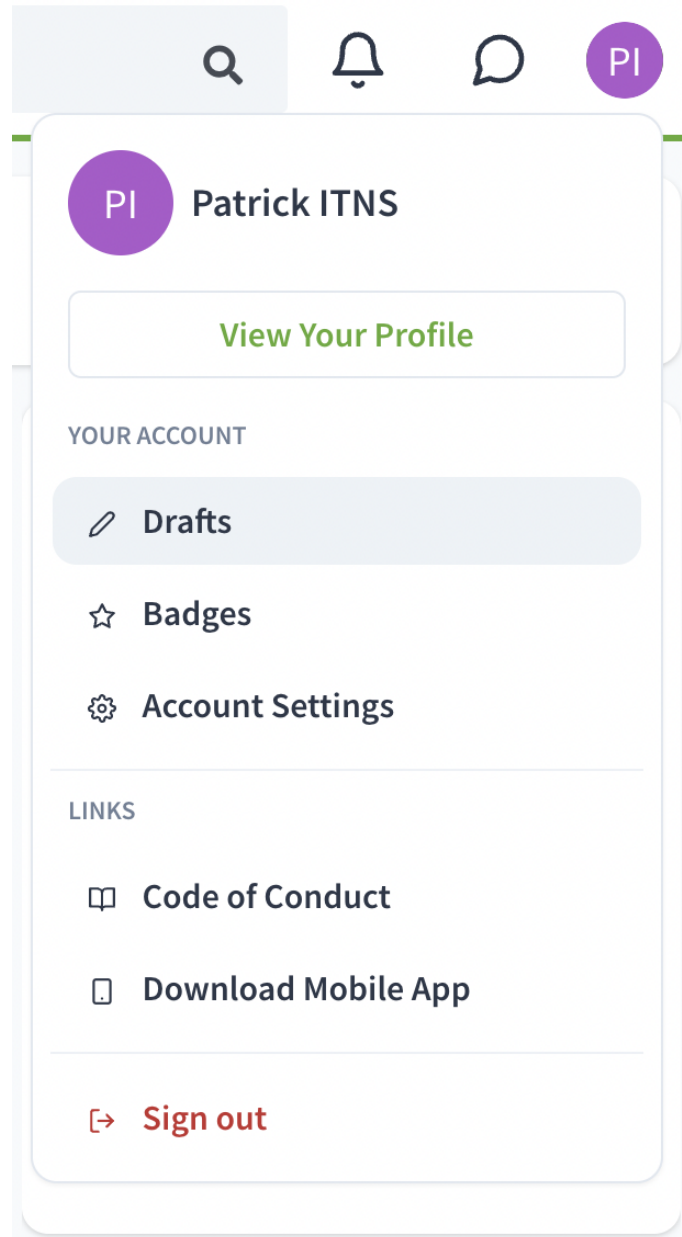 PI
PI
Patrick ITNS
View Your Profile
YOUR ACCOUNT
Drafts
Badges
Account Settings
LINKS
Code of Conduct
Download Mobile App
Sign out